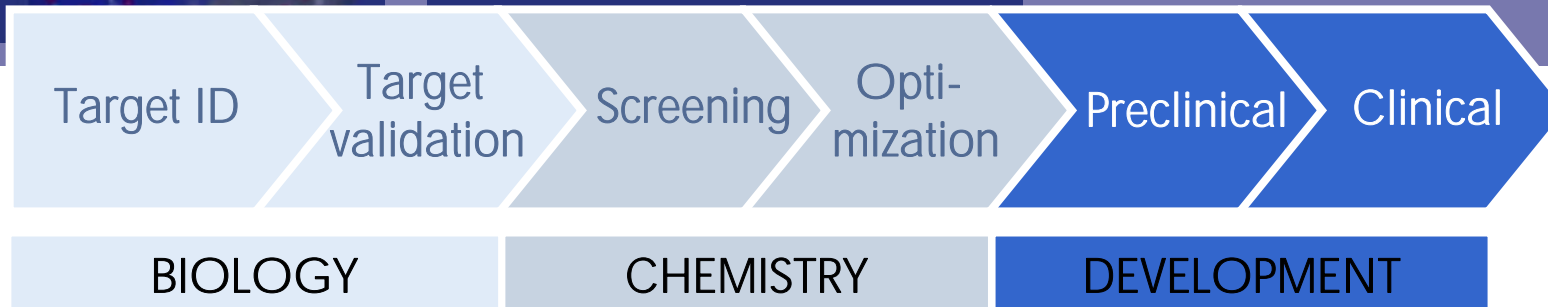 Target ID
Target
validation
Screening
Opti-
mization
Preclinical
Clinical
BIOLOGY
CHEMISTRY
DEVELOPMENT